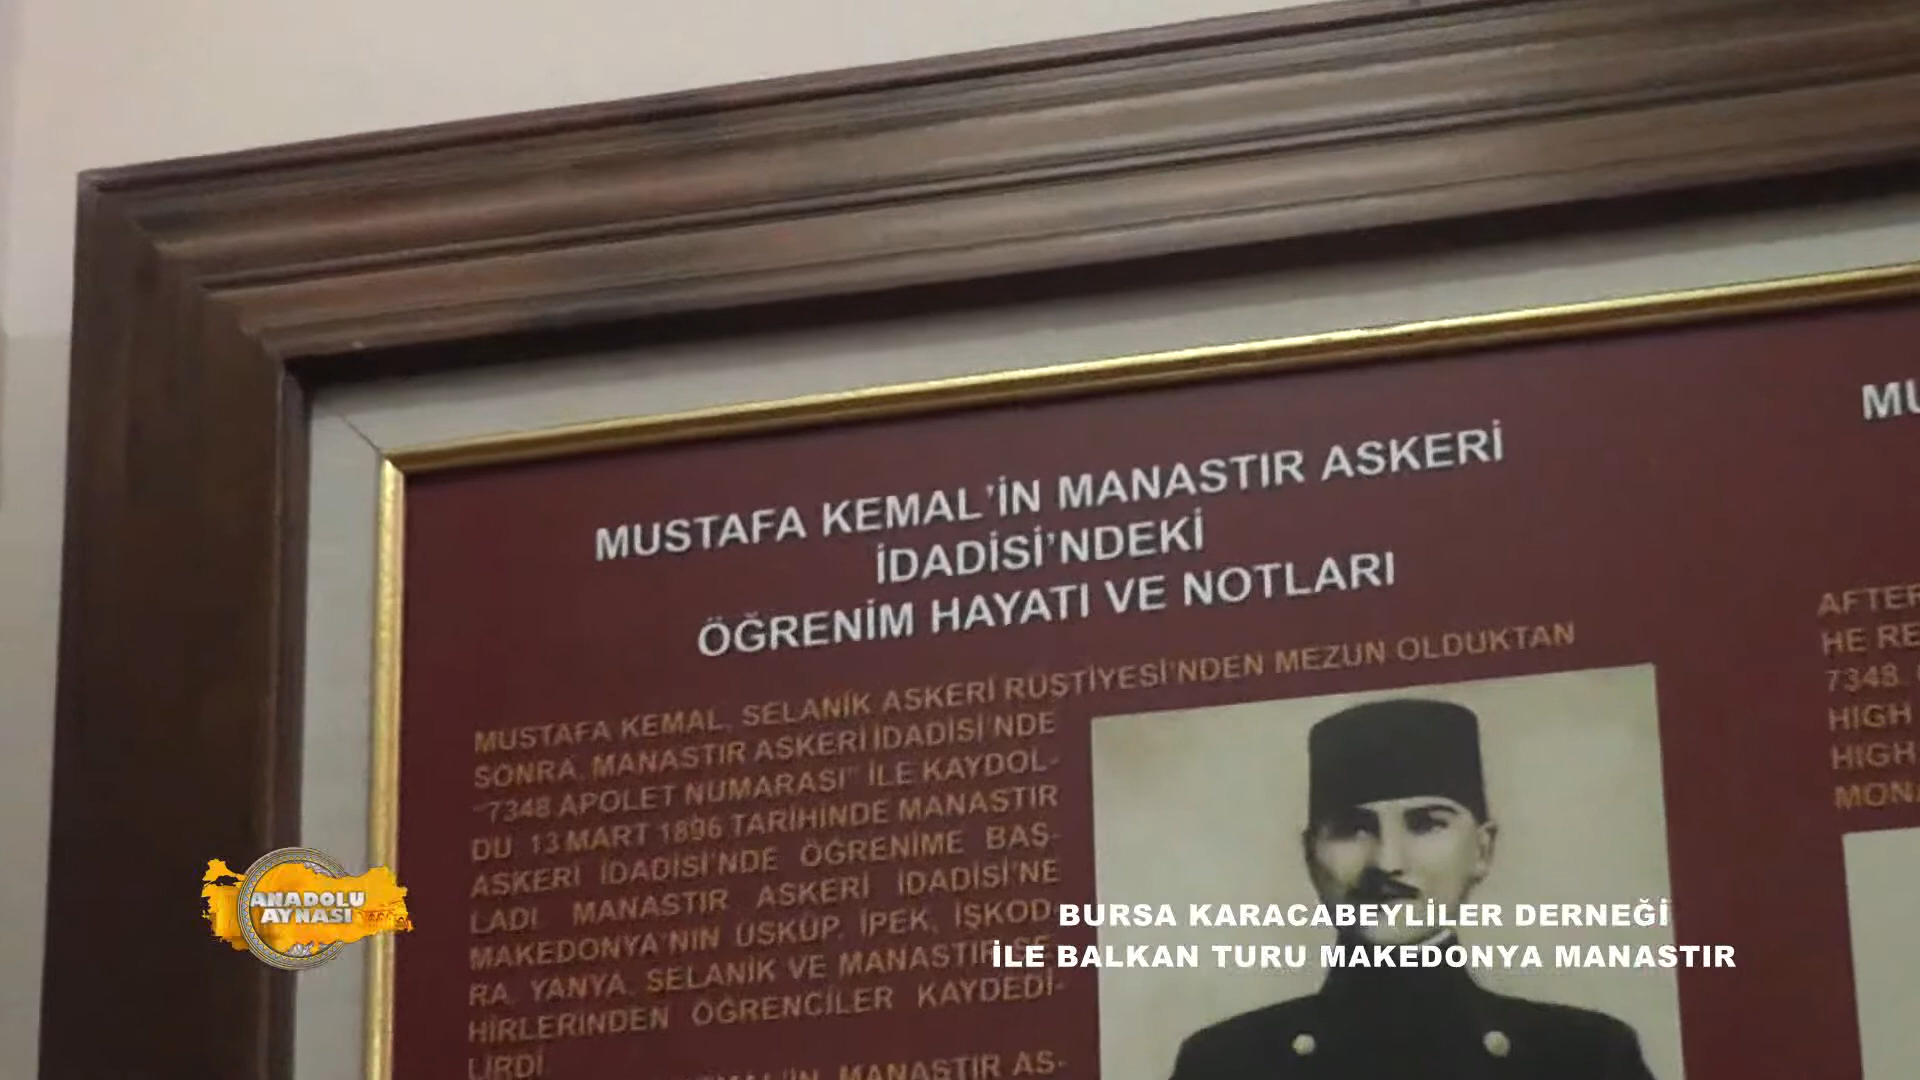 MUSTAFA KEMAL'İN MANASTIR ASKERİ
İDADİSİ'NDEKİ
ÖĞRENİM HAYATI VE NOTLARI
MUSTAFA KEMAL, SELANİK ASKERİ RÜSTİYESİ'NDEN MEZUN OLDUKTAN
SONRA, MANASTIR ASKERİ İDADİSİ'NDE
"7348 APOLET NUMARASI" İLE KAYDOL-
DU. 13 MART 1896 TARİHİNDE MANASTIR
ASKERİ İDADİSİ'NDE ÖĞRENİME BAŞ-
LADI. MANASTIR ASKERİ İDADİSİ'NE
MAKEDONYA'NIN ÜSKÜP, İPEK, İŞKOD-
RA, YANYA, SELANİK VE MANASTIR
HİRLERİNDEN ÖĞRENCİLER KAYDEDİ-
LİRDİ.
MANASTIR AS-
MU
AFTER
HE RE
7348
HIGH
HIGH
MONA
ANADOLU
AYNASI
BURSA KARACABEYLİLER DERNEĞİ
İLE BALKAN TURU MAKEDONYA MANASTIR